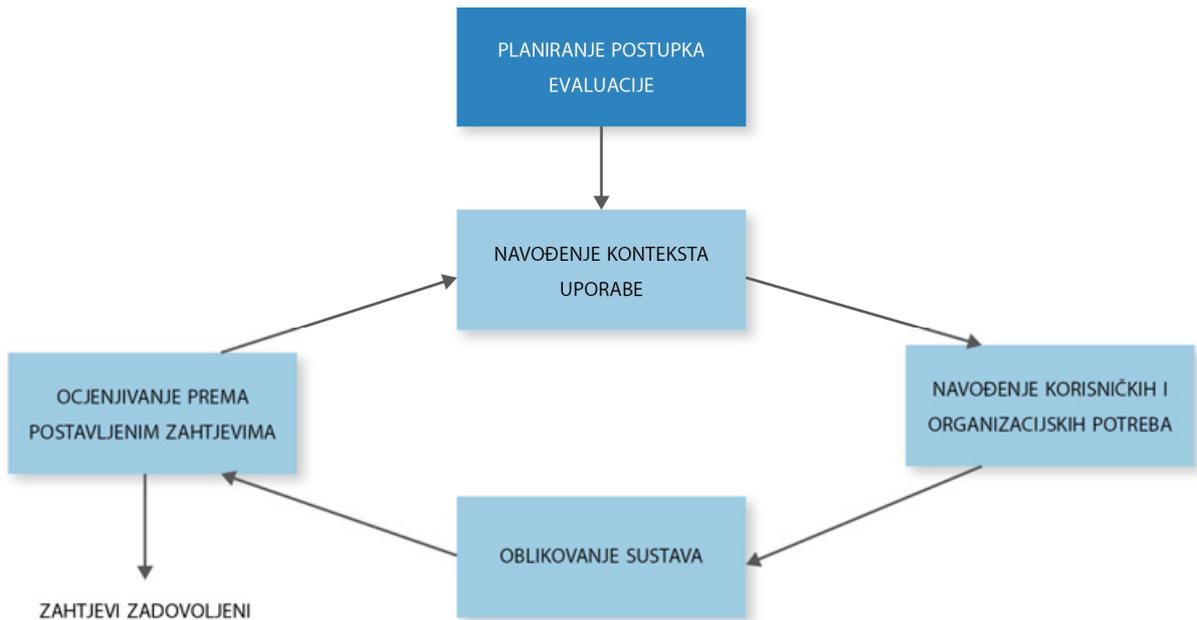 PLANIRANJE POSTUPKA
EVALUACIJE
NAVOĐENJE KONTEKSTA
UPORABE
NAVOĐENJE KORISNIČKIH I
ORGANIZACIJSKIH POTREBA
OBLIKOVANJE SUSTAVA
OCJENJIVANJE PREMA
POSTAVLJENIM ZAHTJEVIMA
ZAHTJEVI ZADOVOLJENI